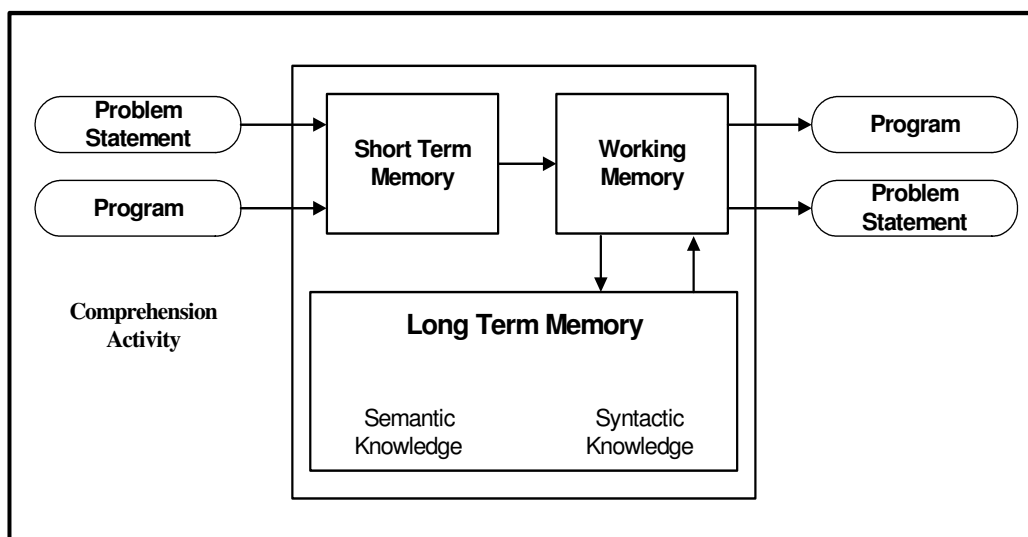 Problem
Statement
Program
Short Term
Memory
Working
Memory
Program
Problem
Statement
Comprehension
Activity
Long Term Memory
Semantic
Knowledge
Syntactic
Knowledge